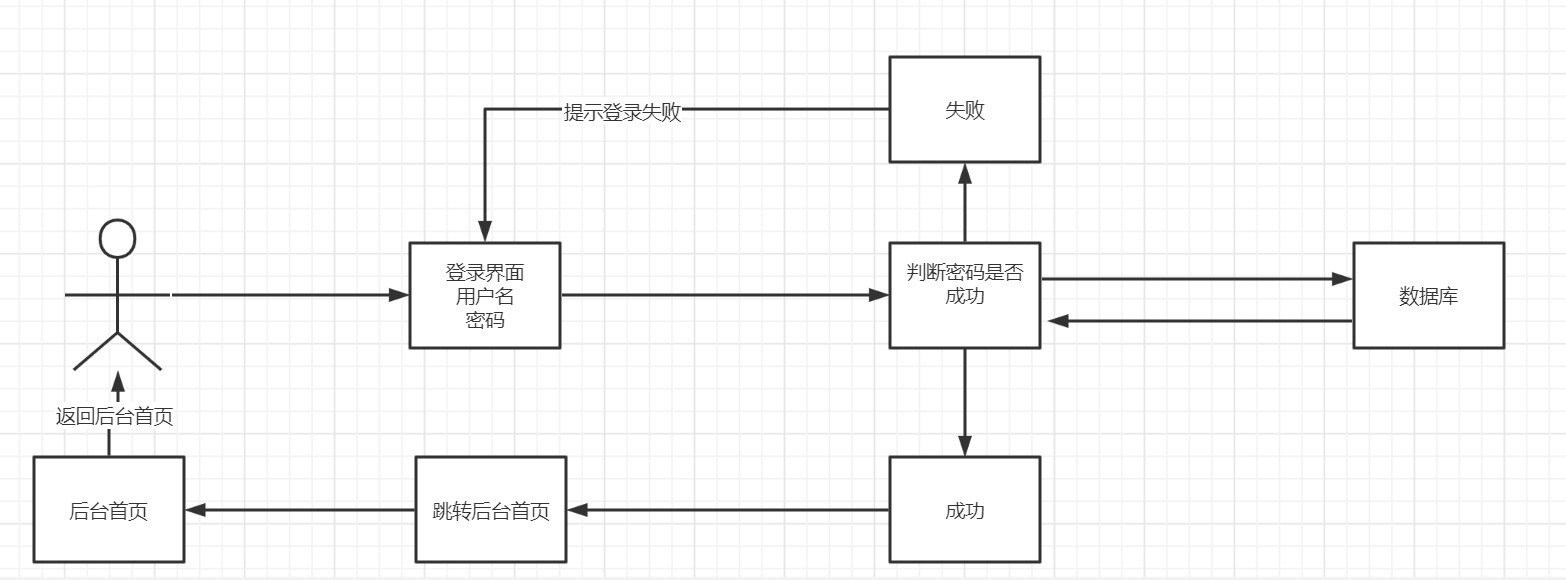 失败
提示登录失败
登录界面
用户名
密码
判断密码是否
成功
数据库
返回后台首页
后台首页
跳转后台首页
成功